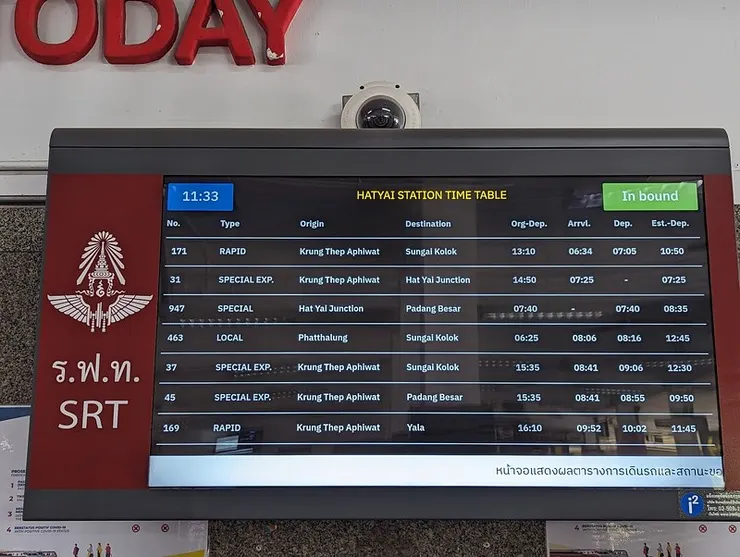 TODAY
11:33
HATYAI STATION TIME TABLE
In bound
No. Type Origin Destination Org-Dep. Arrvl. Dep. Est.-Dep.
171 RAPID Krung Thep Aphiwat Sungai Kolok 13:10 06:34 07:05 10:50
31 SPECIAL EXP. Krung Thep Aphiwat Hat Yai Junction 14:50 07:25 - 07:25
947 SPECIAL Hat Yai Junction Padang Besar 07:40 - 07:40 08:35
463 LOCAL Phatthalung Sungai Kolok 06:25 08:06 08:16 12:45
37 SPECIAL EXP. Krung Thep Aphiwat Sungai Kolok 15:35 08:41 09:06 12:30
45 SPECIAL EXP. Krung Thep Aphiwat Padang Besar 15:35 08:41 08:55 09:50
169 RAPID Krung Thep Aphiwat Yala 16:10 09:52 10:02 11:45
หน้าจอแสดงผลตารางการเดินรถและสถานะขอ
ร.ฟ.ท.
SRT
i²